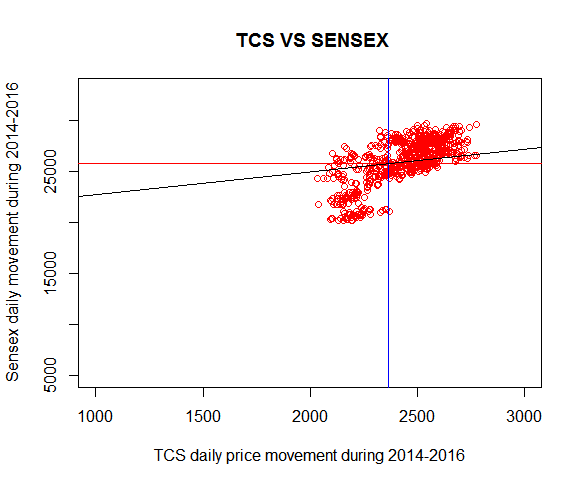 TCS VS SENSEX
Sensex daily movement during 2014-2016
25000
15000
5000
1000 1500 2000 2500 3000
TCS daily price movement during 2014-2016